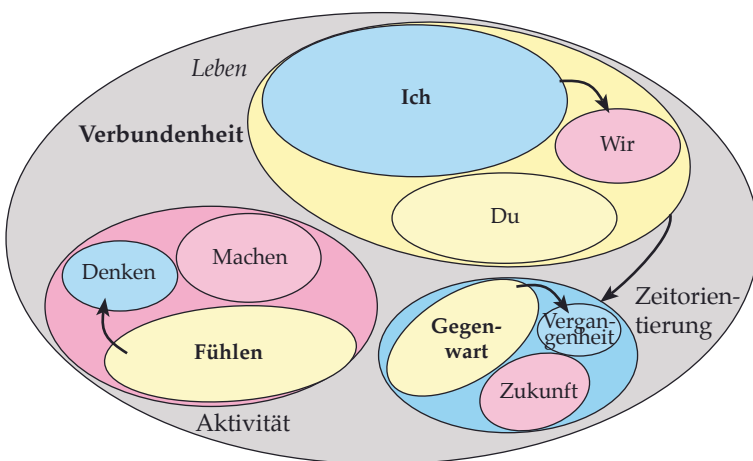 Leben
Ich
Verbundenheit
Wir
Du
Denken
Machen
Fühlen
Aktivität
Gegen-
wart
Vergan-
genheit
Zukunft
Zeitorien-
tierung